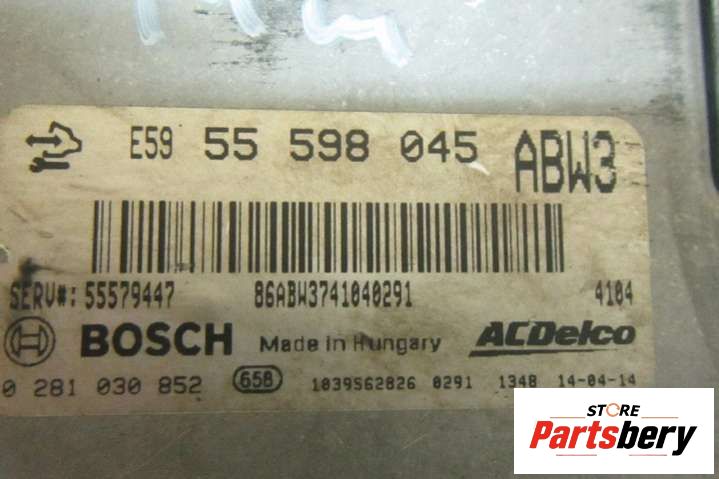 E59 55 598 045 ABW3
SERV#: 55579447 86ABW3741040291 4104
BOSCH Made in Hungary ACDelco
0 281 030 852 658 1039S62826 0291 1348 14-04-14
STORE
Partsbery